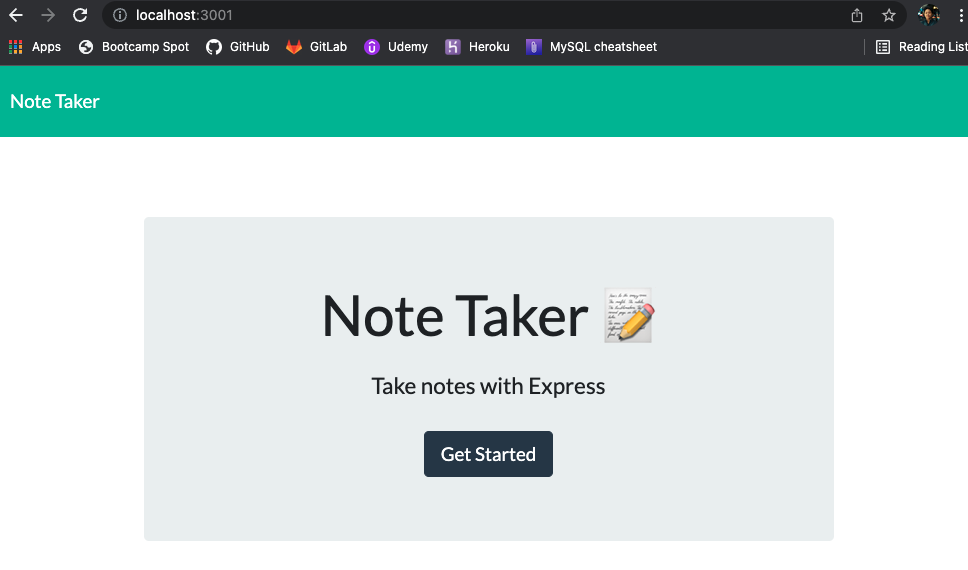 localhost:3001
Apps Bootcamp Spot GitHub GitLab Udemy Heroku MySQL cheatsheet Reading List
Note Taker
Note Taker 📝
Take notes with Express
Get Started